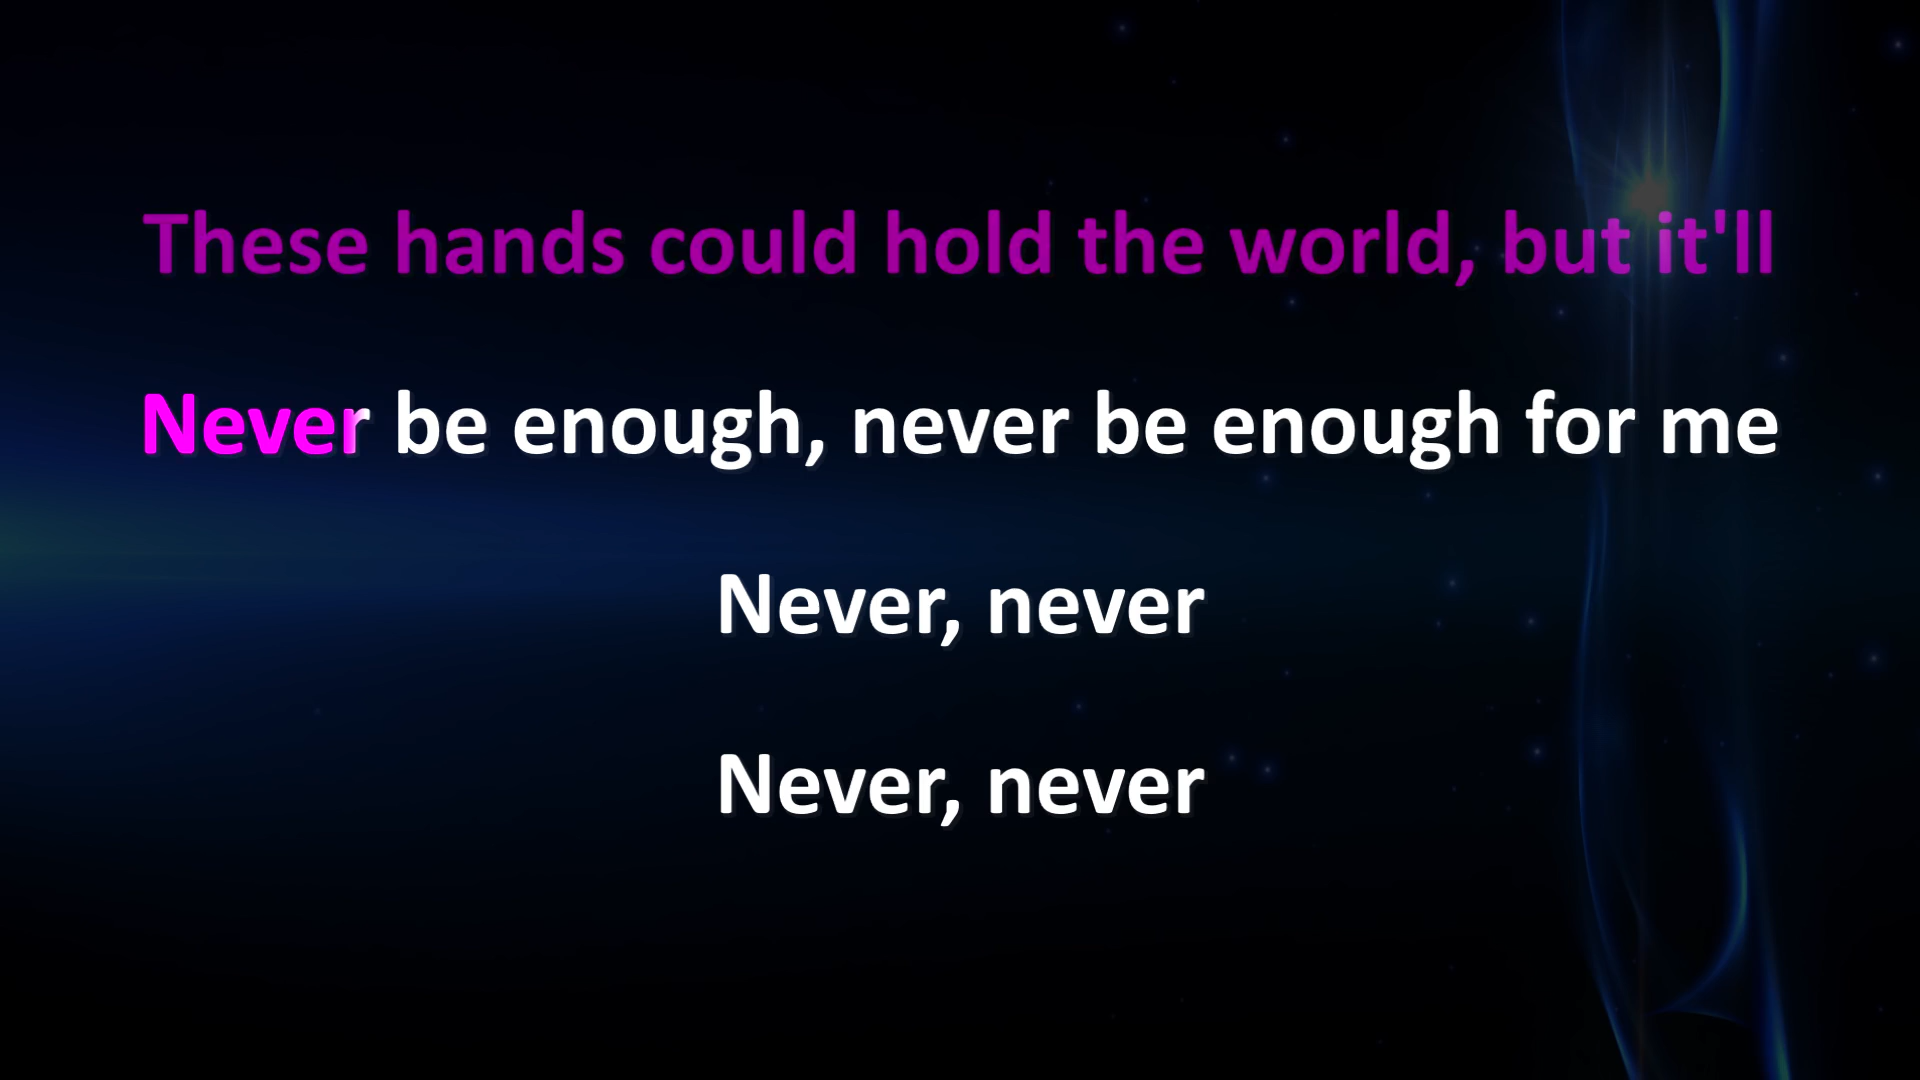 These hands could hold the world, but it'll
Never be enough, never be enough for me
Never, never
Never, never